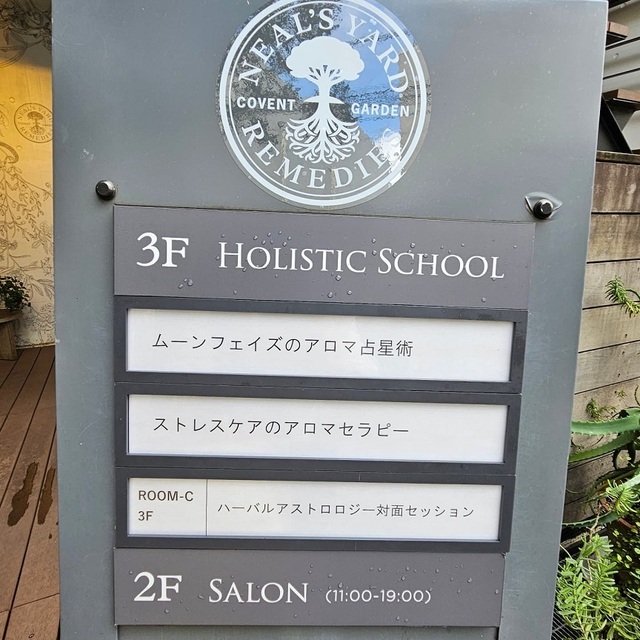 NEAL'S YARD
COVENT GARDEN
REMEDIES
3F HOLISTIC SCHOOL
ムーンフェイズのアロマ占星術
ストレスケアのアロマセラピー
ROOM-C
3F
ハーバルアストロロジー対面セッション
2F SALON (11:00-19:00)